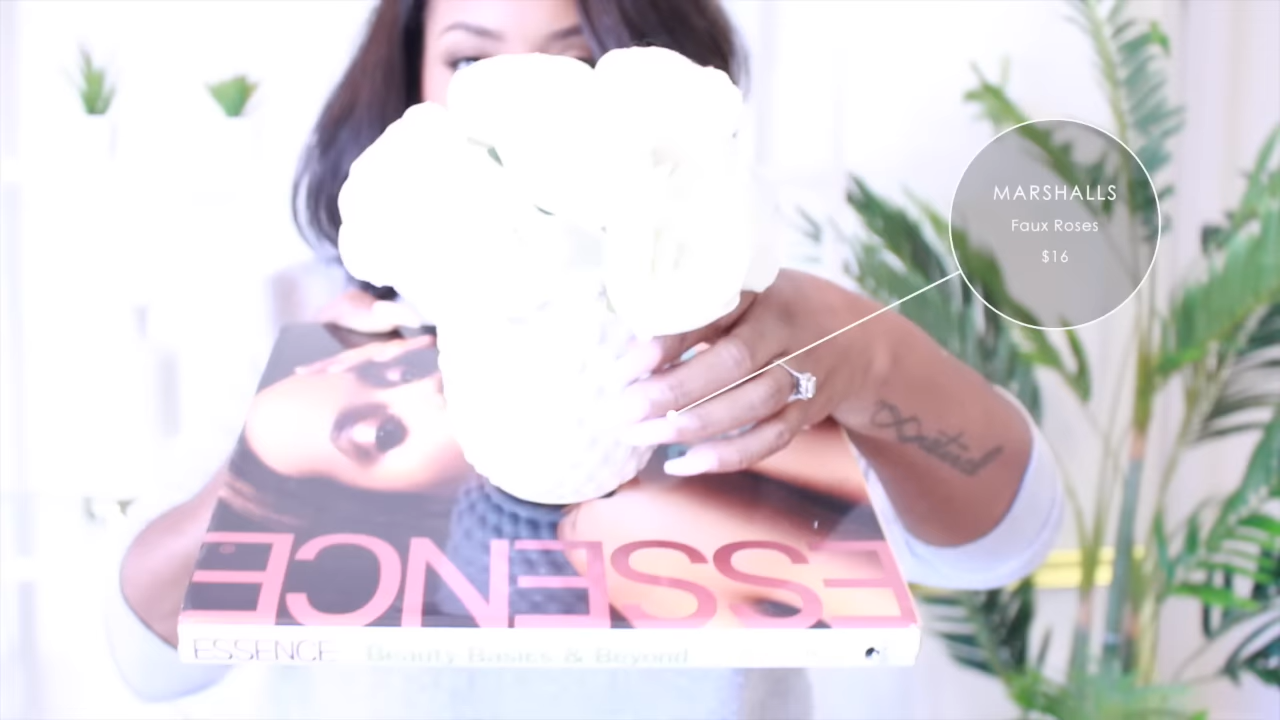 MARSHALLS
Faux Roses
$16
ESSENCE
ESSENCE Beauty Basics & Beyond